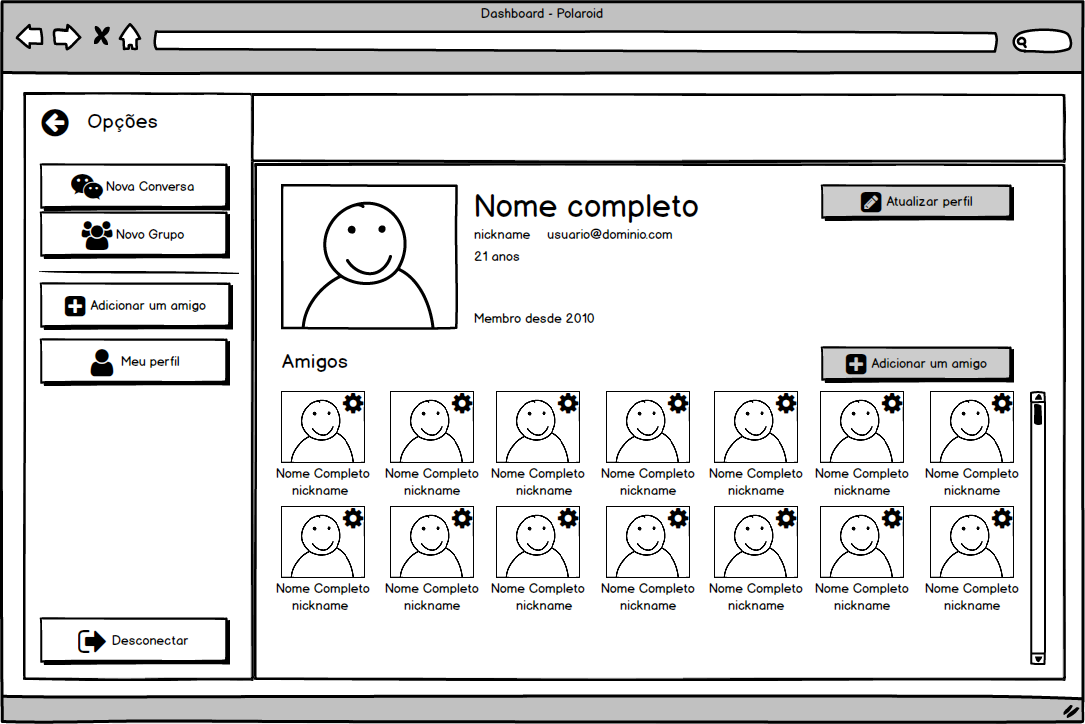 Dashboard - Polaroid
Opções
Nova Conversa
Novo Grupo
Adicionar um amigo
Meu perfil
Desconectar
Nome completo
nickname usuario@dominio.com
21 anos
Membro desde 2010
Atualizar perfil
Amigos
Adicionar um amigo
Nome Completo Nome Completo Nome Completo Nome Completo Nome Completo Nome Completo Nome Completo
nickname nickname nickname nickname nickname nickname nickname
Nome Completo Nome Completo Nome Completo Nome Completo Nome Completo Nome Completo Nome Completo
nickname nickname nickname nickname nickname nickname nickname